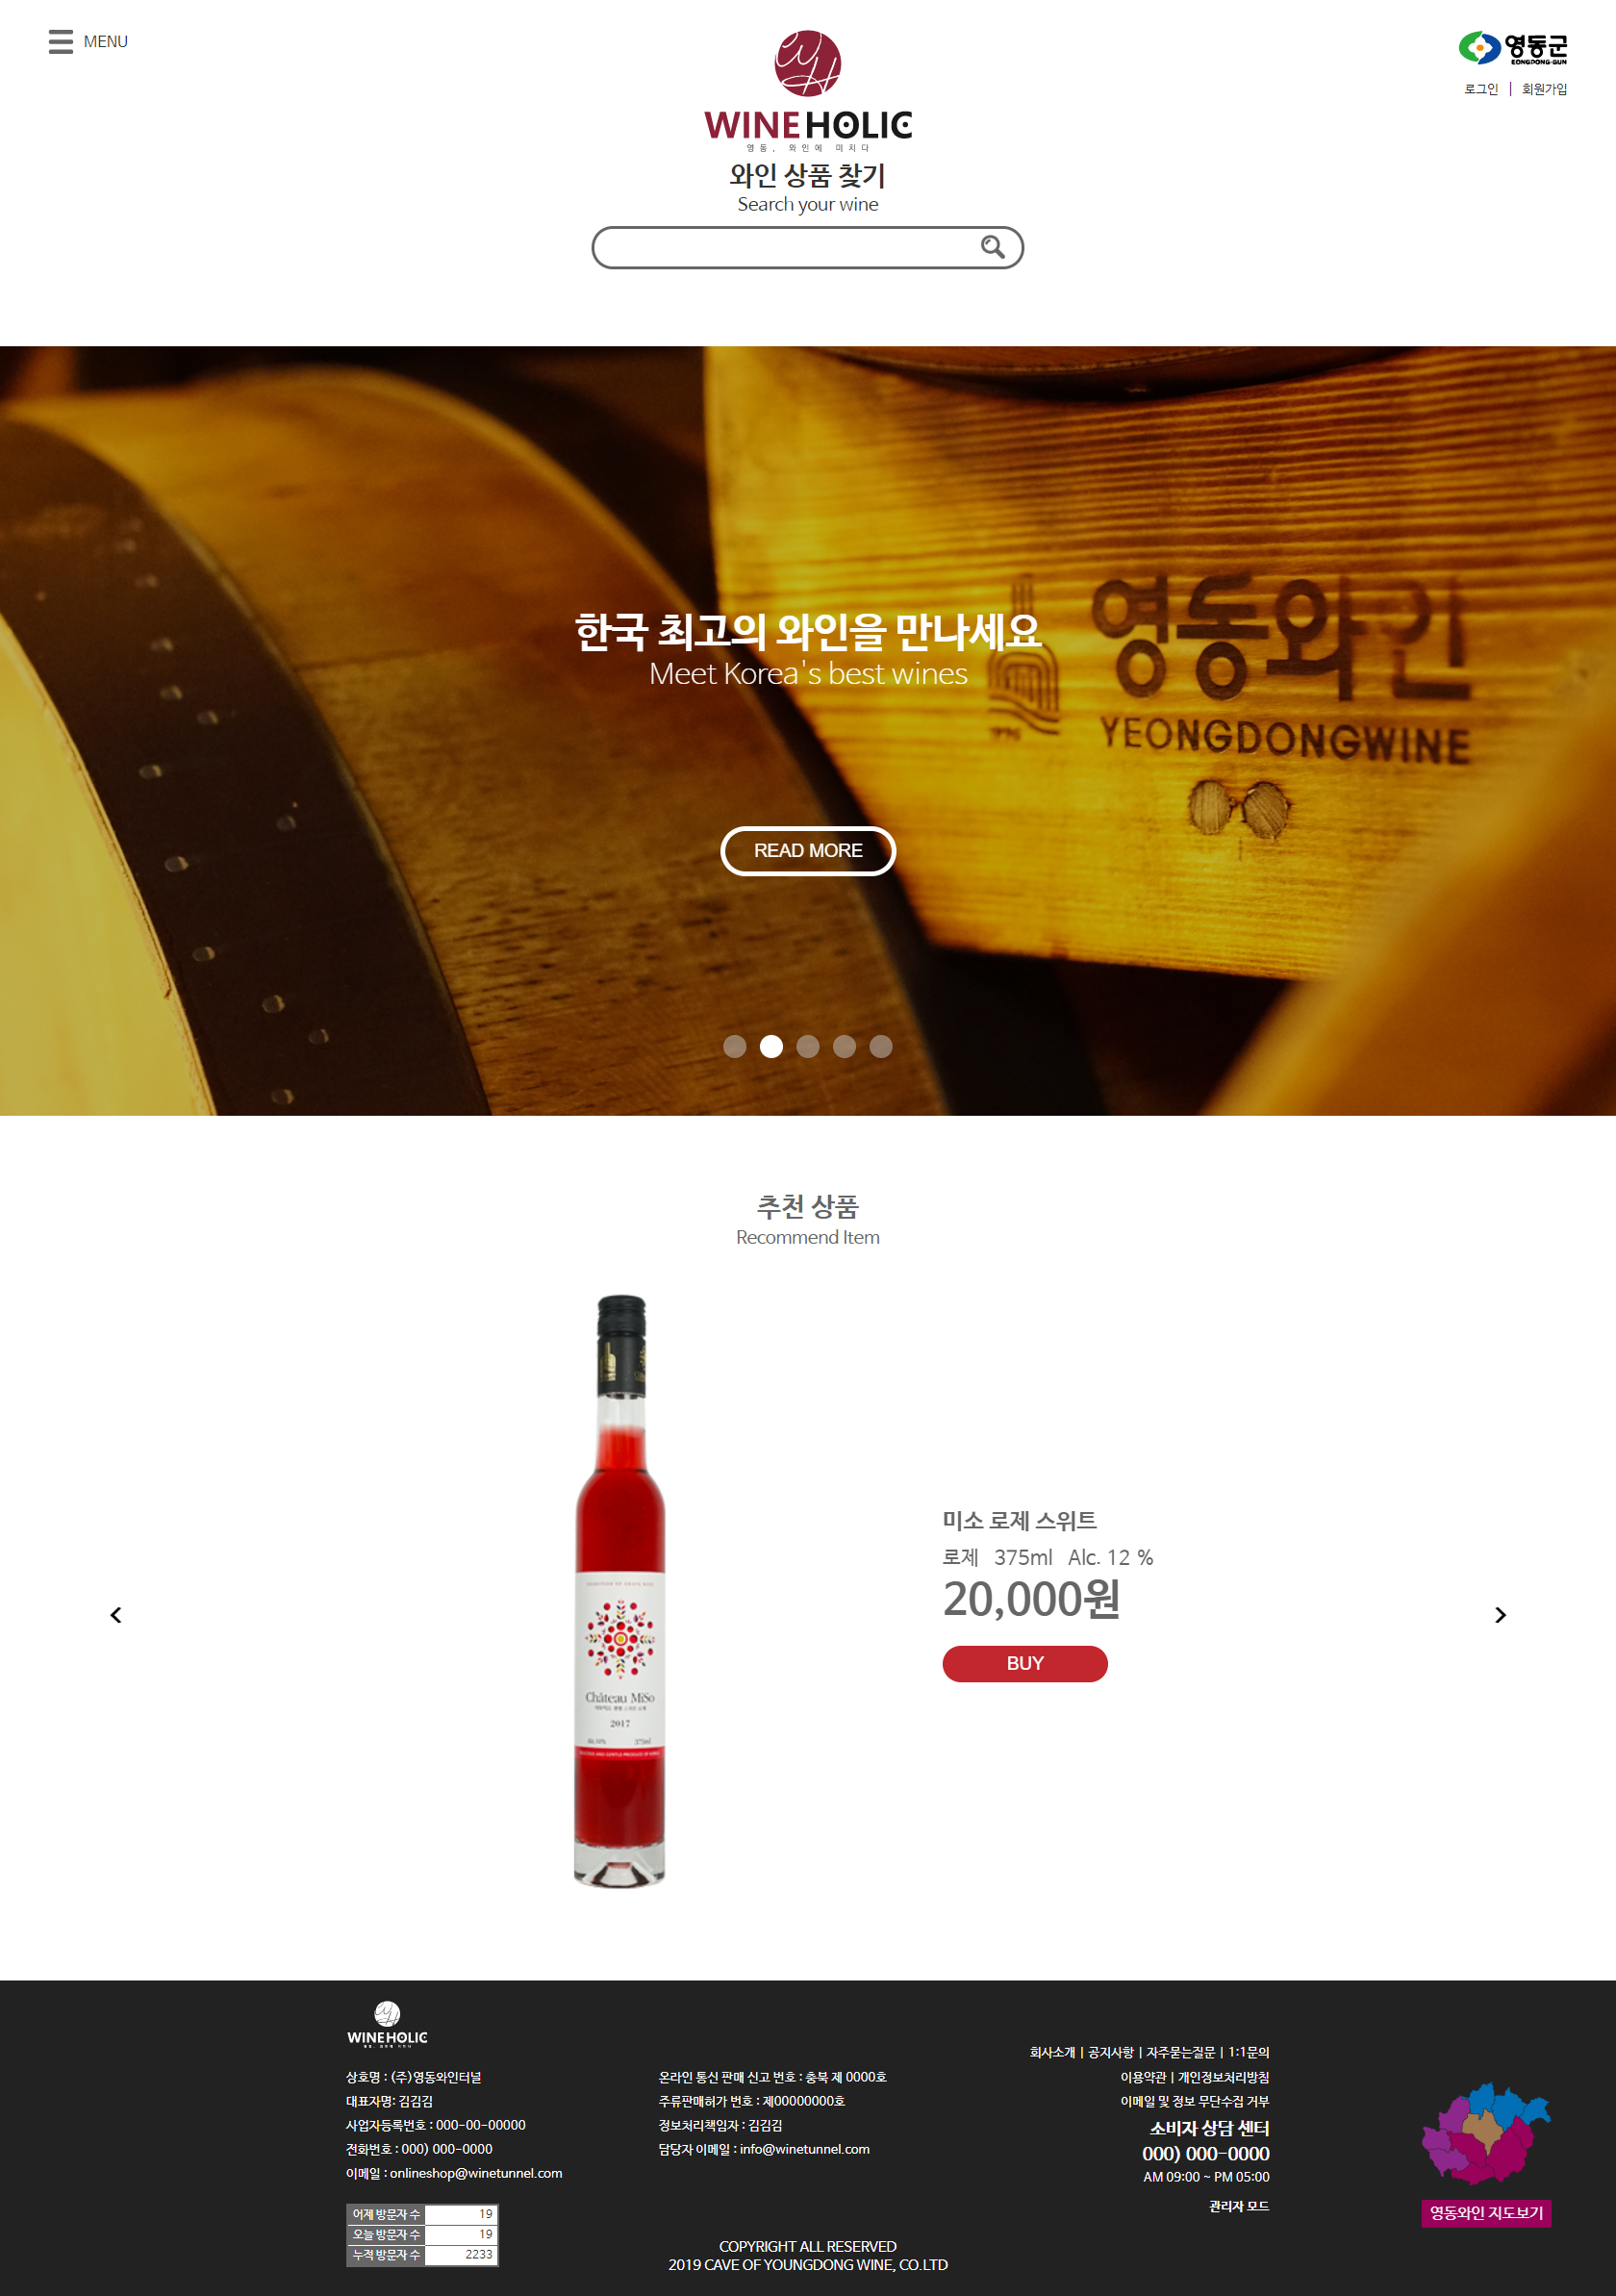 MENU
영동군
로그인 | 회원가입
WINEHOLIC
영동, 와인에 미치다
와인 상품 찾기
Search your wine
한국 최고의 와인을 만나세요
Meet Korea's best wines
영동와인
YEONGDONGWINE
READ MORE
추천 상품
Recommend Item
미소 로제 스위트
로제 375ml Alc. 12 %
20,000원
BUY
Château MiSo
2017
375ml
WINEHOLIC
상호명 : (주)영동와인터널
대표자명: 김김김
사업자등록번호 : 000-00-00000
전화번호 : 000) 000-0000
이메일 : onlineshop@winetunnel.com
온라인 통신 판매 신고 번호 : 충북 제 0000호
주류판매허가 번호 : 제00000000호
정보처리책임자 : 김김김
담당자 이메일 : info@winetunnel.com
회사소개 | 공지사항 | 자주묻는질문 | 1:1문의
이용약관 | 개인정보처리방침
이메일 및 정보 무단수집 거부
소비자 상담 센터
000) 000-0000
AM 09:00 ~ PM 05:00
관리자 모드
영동와인 지도보기
어제 방문자 수 19
오늘 방문자 수 19
누적 방문자 수 2233
COPYRIGHT ALL RESERVED
2019 CAVE OF YOUNGDONG WINE, CO.LTD